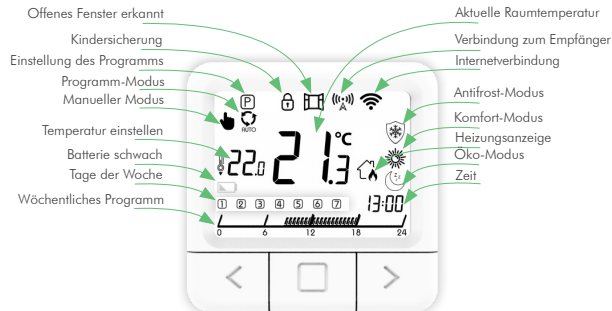 Offenes Fenster erkannt
Kindersicherung
Einstellung des Programms
Programm-Modus
Manueller Modus
Temperatur einstellen
Batterie schwach
Tage der Woche
Wöchentliches Programm
Aktuelle Raumtemperatur
Verbindung zum Empfänger
Internetverbindung
Antifrost-Modus
Komfort-Modus
Heizungsanzeige
Öko-Modus
Zeit
P
A
AUTO
22.0
21.3 °C
1 2 3 4 5 6 7
13:00
0 6 12 18 24